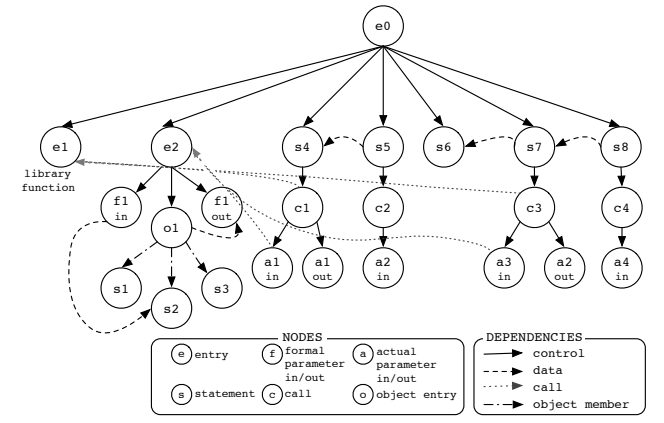 e0
e1
e2
s4
s5
s6
s7
s8
library
function
f1
in
f1
out
o1
c1
c2
c3
c4
s1
s2
s3
a1
in
a1
out
a2
in
a3
in
a2
out
a4
in
NODES
e entry
f formal
parameter
in/out
a actual
parameter
in/out
s statement
c call
o object entry
DEPENDENCIES
control
data
call
object member